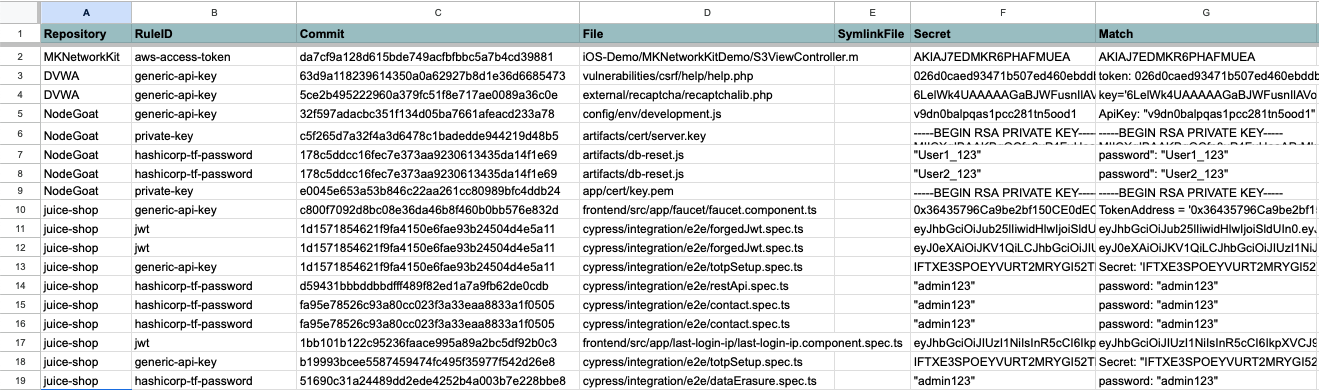 A B C D E F G
1 Repository RuleID Commit File SymlinkFile Secret Match
2 MKNetworkKit aws-access-token da7cf9a128d615bde749acfbfbbc5a7b4cd39881 iOS-Demo/MKNetworkKitDemo/S3ViewController.m AKIAJ7EDMKR6PHAFMUEA AKIAJ7EDMKR6PHAFMUEA
3 DVWA generic-api-key 63d9a118239614350a0a62927b8d1e36d6685473 vulnerabilities/csrf/help/help.php 026d0caed93471b507ed460ebddl token: 026d0caed93471b507ed460ebddb
4 DVWA generic-api-key 5ce2b495222960a379fc51f8e717ae0089a36c0e external/recaptcha/recaptchalib.php 6LelWk4UAAAAAGaBJWFusnIlAVo key='6LelWk4UAAAAAGaBJWFusnIlAVo
5 NodeGoat generic-api-key 32f597adacbc351f134d05ba7661afeacd233a78 config/env/development.js v9dn0balpqas1pcc281tn5ood1 ApiKey: "v9dn0balpqas1pcc281tn5ood1"
6 NodeGoat private-key c5f265d7a32f4a3d6478c1badedde944219d48b5 artifacts/cert/server.key -----BEGIN RSA PRIVATE KEY----- -----BEGIN RSA PRIVATE KEY-----
7 NodeGoat hashicorp-tf-password 178c5ddcc16fec7e373aa9230613435da14f1e69 artifacts/db-reset.js "User1_123" password": "User1_123"
8 NodeGoat hashicorp-tf-password 178c5ddcc16fec7e373aa9230613435da14f1e69 artifacts/db-reset.js "User2_123" password": "User2_123"
9 NodeGoat private-key e0045e653a53b846c22aa261cc80989bfc4ddb24 app/cert/key.pem -----BEGIN RSA PRIVATE KEY----- -----BEGIN RSA PRIVATE KEY-----
10 juice-shop generic-api-key c800f7092d8bc08e36da46b8f460b0bb576e832d frontend/src/app/faucet/faucet.component.ts 0x36435796Ca9be2bf150CE0dEC TokenAddress = '0x36435796Ca9be2bf1
11 juice-shop jwt 1d1571854621f9fa4150e6fae93b24504d4e5a11 cypress/integration/e2e/forgedJwt.spec.ts eyJhbGciOiJub25lIiwidHlwIjoiSldU eyJhbGciOiJub25lIiwidHlwIjoiSldUIn0.eyJ
12 juice-shop jwt 1d1571854621f9fa4150e6fae93b24504d4e5a11 cypress/integration/e2e/forgedJwt.spec.ts eyJ0eXAiOiJKV1QiLCJhbGciOiJIU eyJ0eXAiOiJKV1QiLCJhbGciOiJIUzI1NiJ
13 juice-shop generic-api-key 1d1571854621f9fa4150e6fae93b24504d4e5a11 cypress/integration/e2e/totpSetup.spec.ts IFTXE3SPOEYVURT2MRYGI52T Secret: 'IFTXE3SPOEYVURT2MRYGI52
14 juice-shop hashicorp-tf-password d59431bbbddbbdfff489f82ed1a7a9fb62de0cdb cypress/integration/e2e/restApi.spec.ts "admin123" password: "admin123"
15 juice-shop hashicorp-tf-password fa95e78526c93a80cc023f3a33eaa8833a1f0505 cypress/integration/e2e/contact.spec.ts "admin123" password: "admin123"
16 juice-shop hashicorp-tf-password fa95e78526c93a80cc023f3a33eaa8833a1f0505 cypress/integration/e2e/contact.spec.ts "admin123" password: "admin123"
17 juice-shop jwt 1bb101b122c95236faace995a89a2bc5df92b0c3 frontend/src/app/last-login-ip/last-login-ip.component.spec.ts eyJhbGciOiJIUzI1NiIsInR5cCI6Ikp eyJhbGciOiJIUzI1NiIsInR5cCI6IkpXVCJ9
18 juice-shop generic-api-key b19993bcee5587459474fc495f35977f542d26e8 cypress/integration/e2e/totpSetup.spec.ts IFTXE3SPOEYVURT2MRYGI52T Secret: "IFTXE3SPOEYVURT2MRYGI52
19 juice-shop hashicorp-tf-password 51690c31a24489dd2ede4252b4a003b7e228bbe8 cypress/integration/e2e/dataErasure.spec.ts "admin123" password: "admin123"